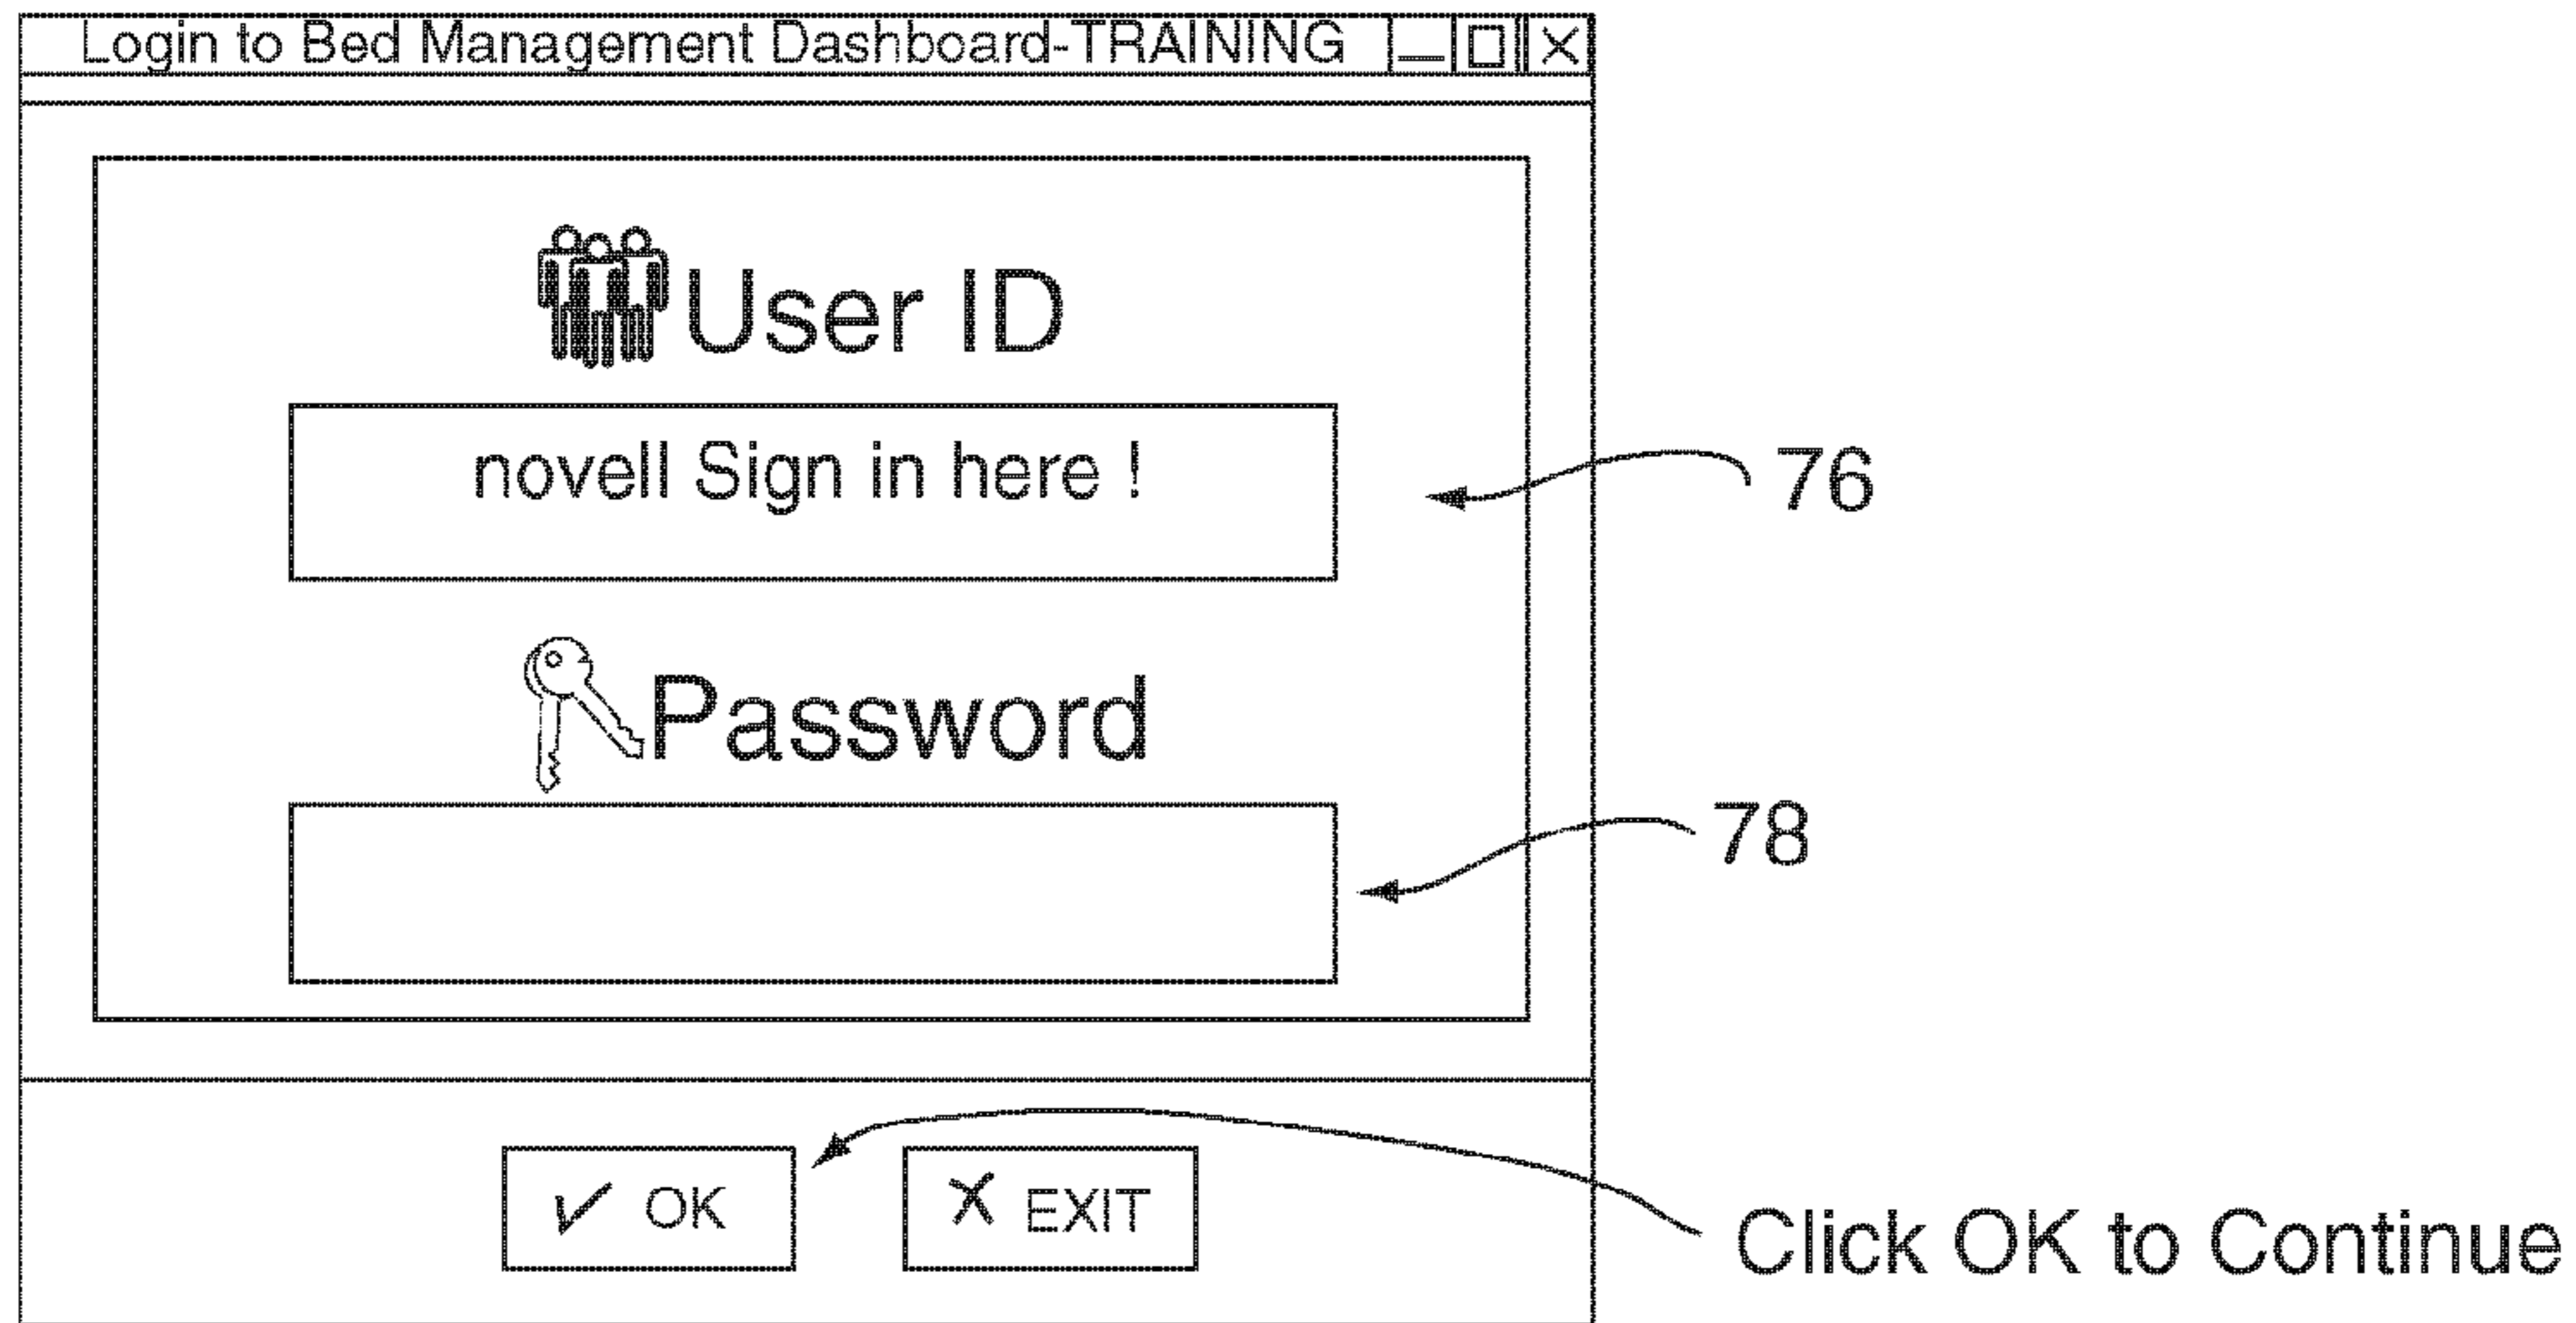 Login to Bed Management Dashboard-TRAINING
User ID
novell Sign in here !
76
Password
78
OK
EXIT
Click OK to Continue